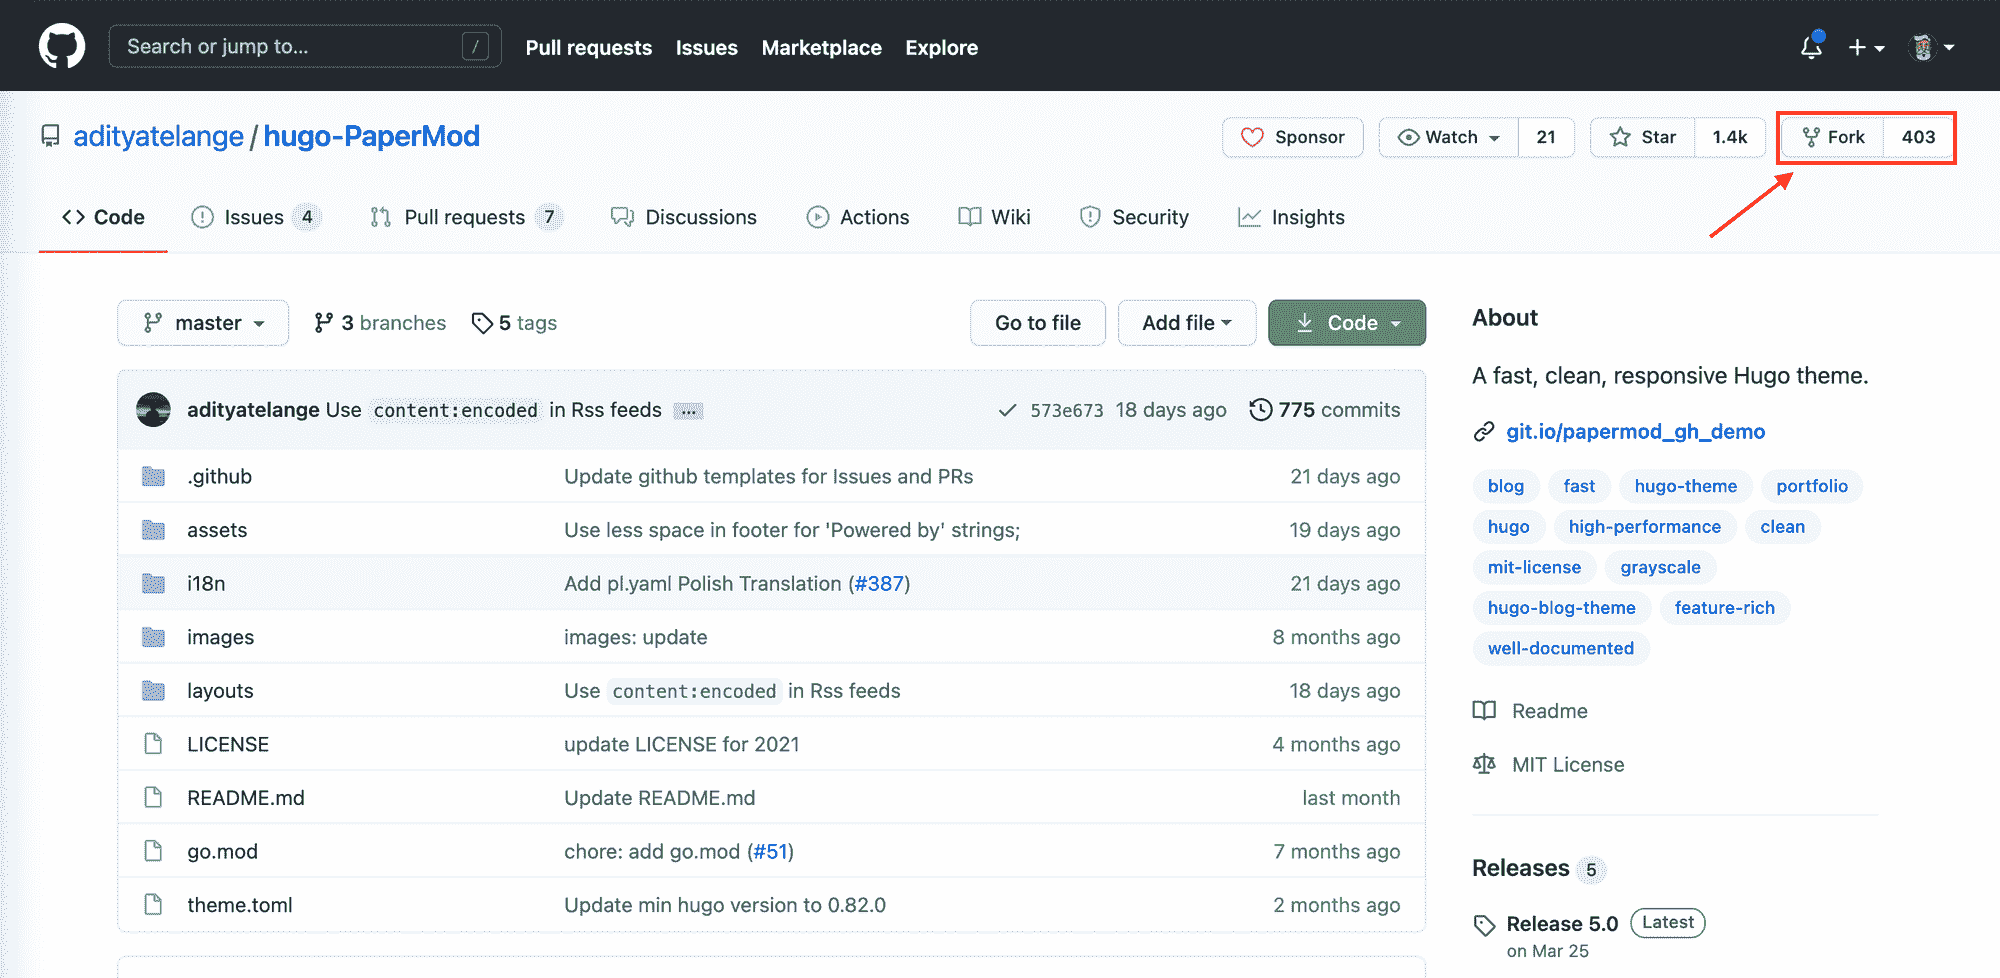 Search or jump to... / Pull requests Issues Marketplace Explore
adityatelange / hugo-PaperMod Sponsor Watch 21 Star 1.4k Fork 403
<> Code Issues 4 Pull requests 7 Discussions Actions Wiki Security Insights
master 3 branches 5 tags Go to file Add file Code
adityatelange Use content:encoded in Rss feeds ... 573e673 18 days ago 775 commits
.github Update github templates for Issues and PRs 21 days ago
assets Use less space in footer for 'Powered by' strings; 19 days ago
i18n Add pl.yaml Polish Translation (#387) 21 days ago
images images: update 8 months ago
layouts Use content:encoded in Rss feeds 18 days ago
LICENSE update LICENSE for 2021 4 months ago
README.md Update README.md last month
go.mod chore: add go.mod (#51) 7 months ago
theme.toml Update min hugo version to 0.82.0 2 months ago
About
A fast, clean, responsive Hugo theme.
git.io/papermod_gh_demo
blog fast hugo-theme portfolio
hugo high-performance clean
mit-license grayscale
hugo-blog-theme feature-rich
well-documented
Readme
MIT License
Releases 5
Release 5.0 Latest
on Mar 25